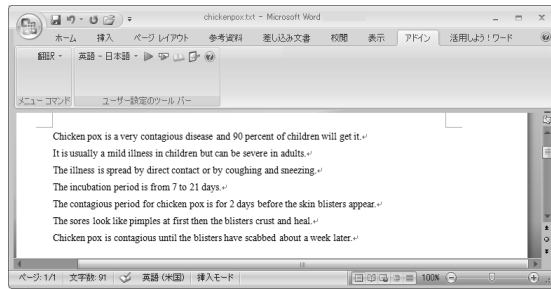 chickenpox.txt - Microsoft Word
ホーム 挿入 ページ レイアウト 参考資料 差し込み文書 校閲 表示 アドイン 活用しよう！ワード
翻訳 英語 - 日本語
メニュー コマンド ユーザー設定のツール バー
Chicken pox is a very contagious disease and 90 percent of children will get it.↵
It is usually a mild illness in children but can be severe in adults.↵
The illness is spread by direct contact or by coughing and sneezing.↵
The incubation period is from 7 to 21 days.↵
The contagious period for chicken pox is for 2 days before the skin blisters appear.↵
The sores look like pimples at first then the blisters crust and heal.↵
Chicken pox is contagious until the blisters have scabbed about a week later.↵
ページ: 1/1 文字数: 91 英語 (米国) 挿入モード 100%